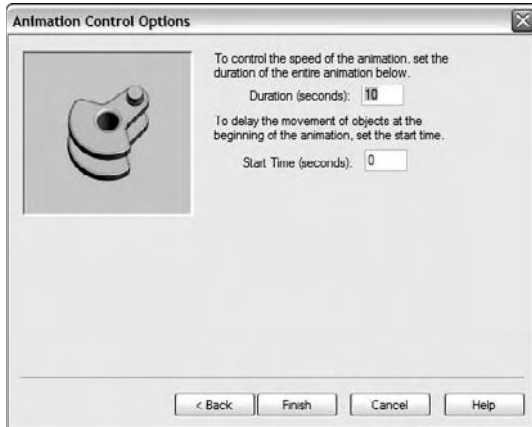 Animation Control Options
To control the speed of the animation, set the
duration of the entire animation below.
Duration (seconds): 10
To delay the movement of objects at the
beginning of the animation, set the start time.
Start Time (seconds): 0
< Back Finish Cancel Help